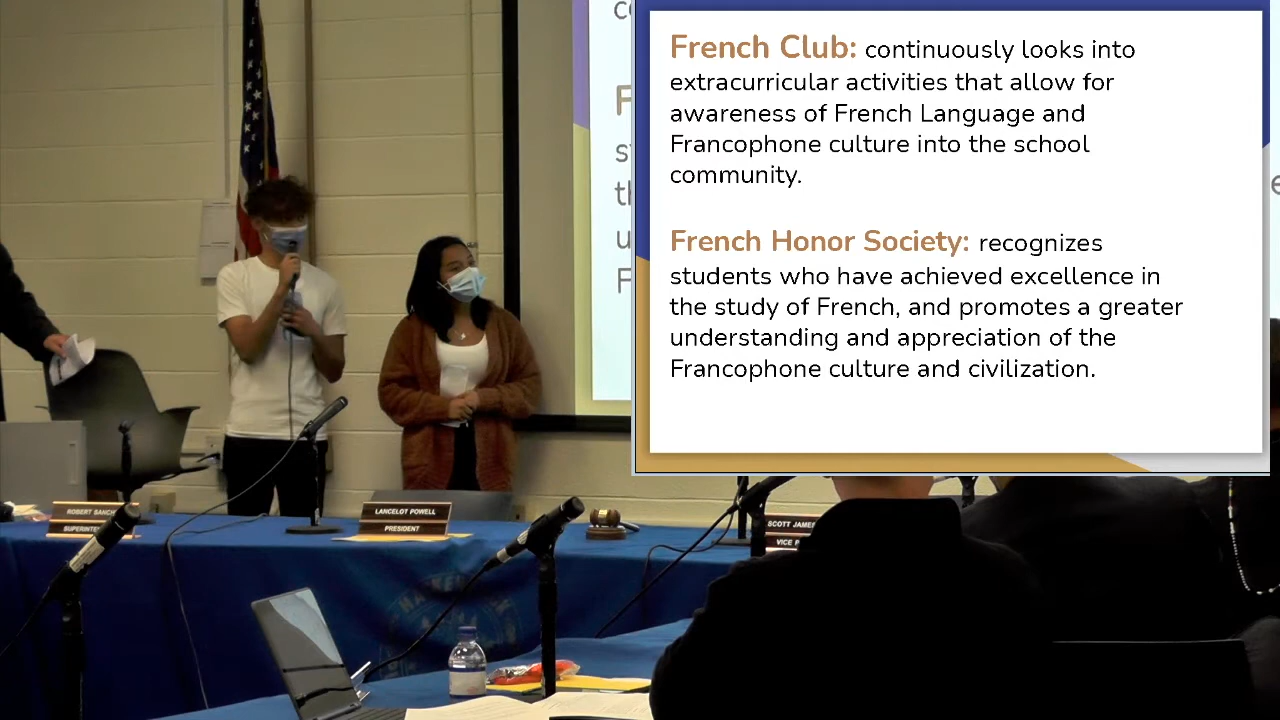 French Club: continuously looks into
extracurricular activities that allow for
awareness of French Language and
Francophone culture into the school
community.
French Honor Society: recognizes
students who have achieved excellence in
the study of French, and promotes a greater
understanding and appreciation of the
Francophone culture and civilization.
ROBERT
LANCELOT POWELL
PRESIDENT
SCOTT
VICE